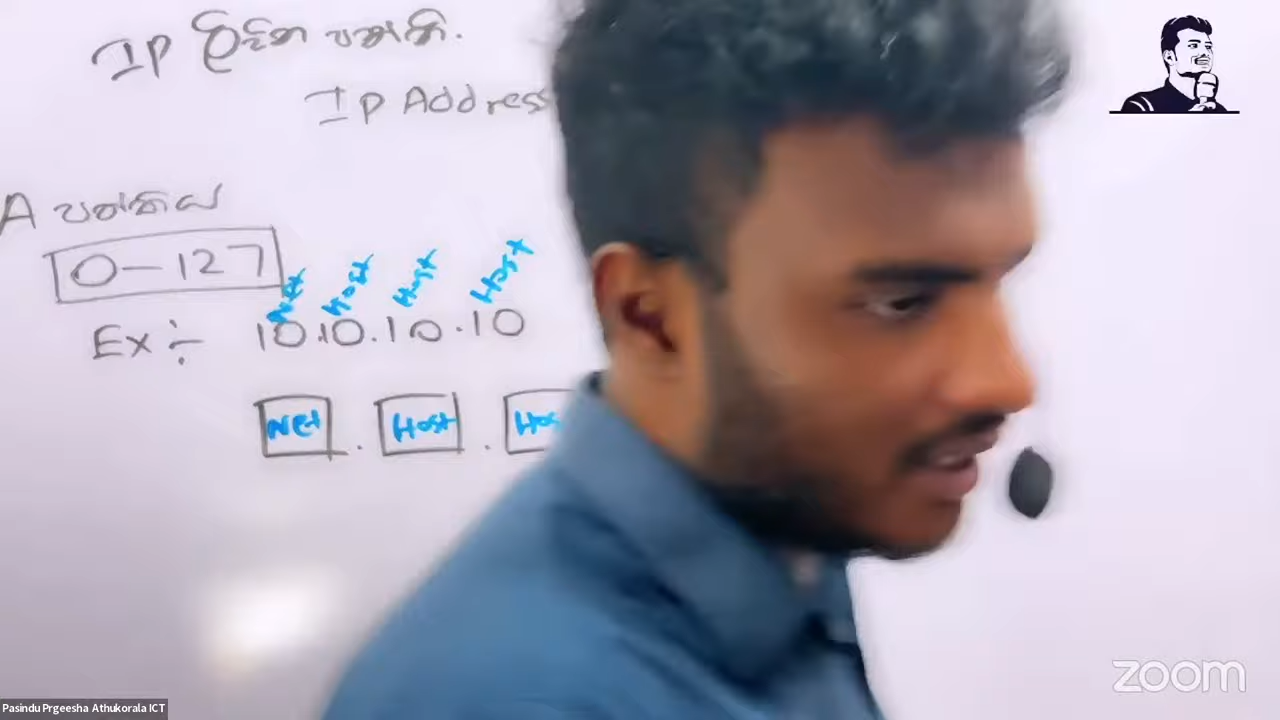 IP ලිපින පන්ති.
Ip Address
A පන්තිය
0-127
Net Host Host Host
Ex ÷ 10.10.10.10
Net . Host . Hos
zoom
Pasindu Prgeesha Athukorala ICT